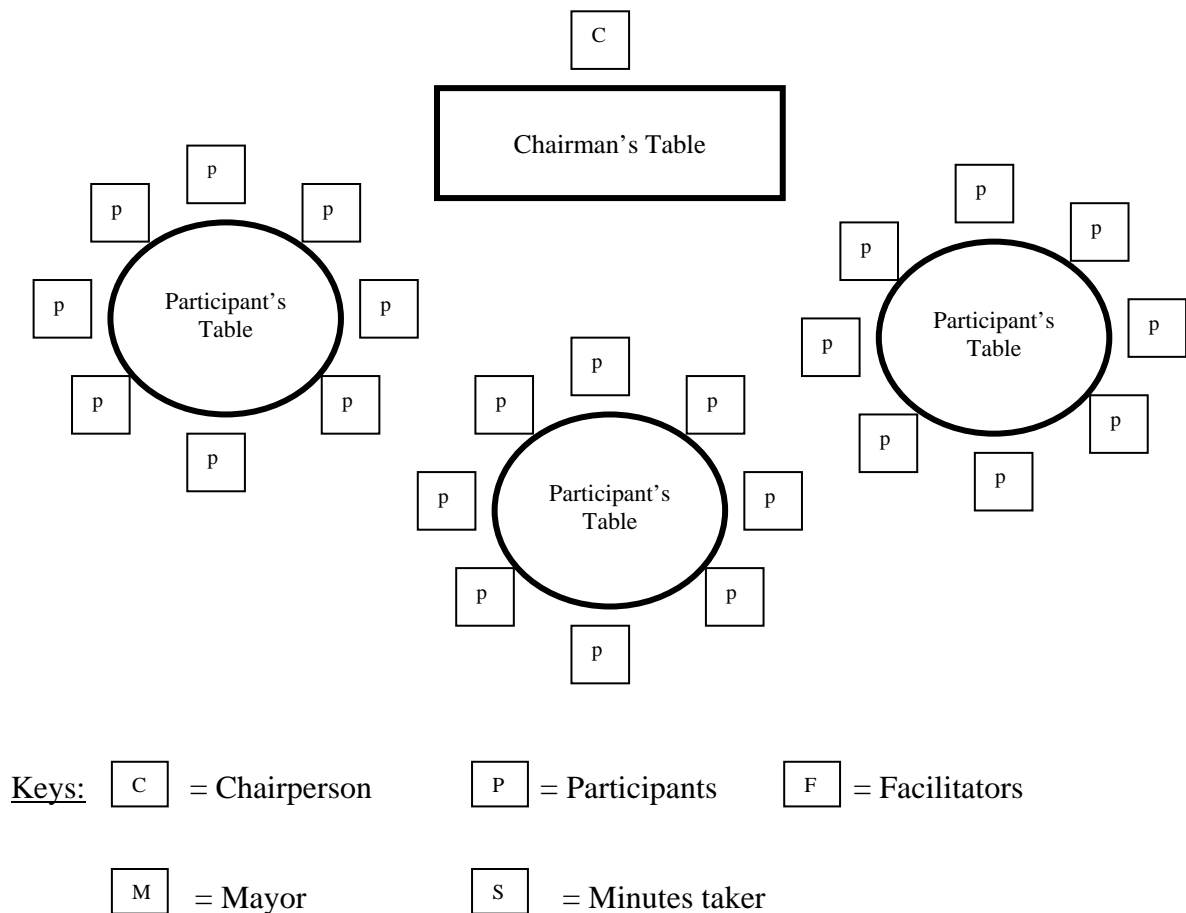 C
Chairman’s Table
p
p p
p
p p
p
Participant’s
Table
p p
p
Participant’s
Table
p p
p p
p
p p
p
p p
p
p p
Participant’s
Table
p p
p
Keys: C = Chairperson P = Participants F = Facilitators
M = Mayor S = Minutes taker